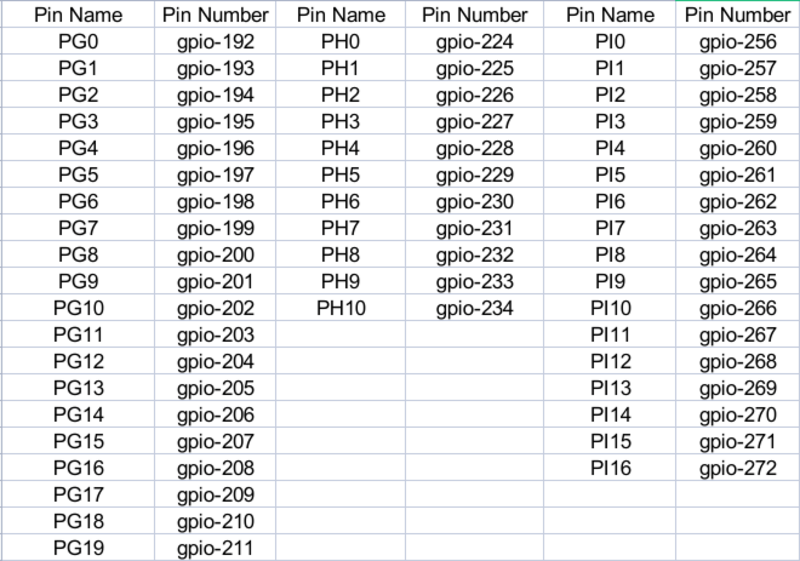 Pin Name Pin Number Pin Name Pin Number Pin Name Pin Number
PG0 gpio-192 PH0 gpio-224 PI0 gpio-256
PG1 gpio-193 PH1 gpio-225 PI1 gpio-257
PG2 gpio-194 PH2 gpio-226 PI2 gpio-258
PG3 gpio-195 PH3 gpio-227 PI3 gpio-259
PG4 gpio-196 PH4 gpio-228 PI4 gpio-260
PG5 gpio-197 PH5 gpio-229 PI5 gpio-261
PG6 gpio-198 PH6 gpio-230 PI6 gpio-262
PG7 gpio-199 PH7 gpio-231 PI7 gpio-263
PG8 gpio-200 PH8 gpio-232 PI8 gpio-264
PG9 gpio-201 PH9 gpio-233 PI9 gpio-265
PG10 gpio-202 PH10 gpio-234 PI10 gpio-266
PG11 gpio-203 PI11 gpio-267
PG12 gpio-204 PI12 gpio-268
PG13 gpio-205 PI13 gpio-269
PG14 gpio-206 PI14 gpio-270
PG15 gpio-207 PI15 gpio-271
PG16 gpio-208 PI16 gpio-272
PG17 gpio-209
PG18 gpio-210
PG19 gpio-211